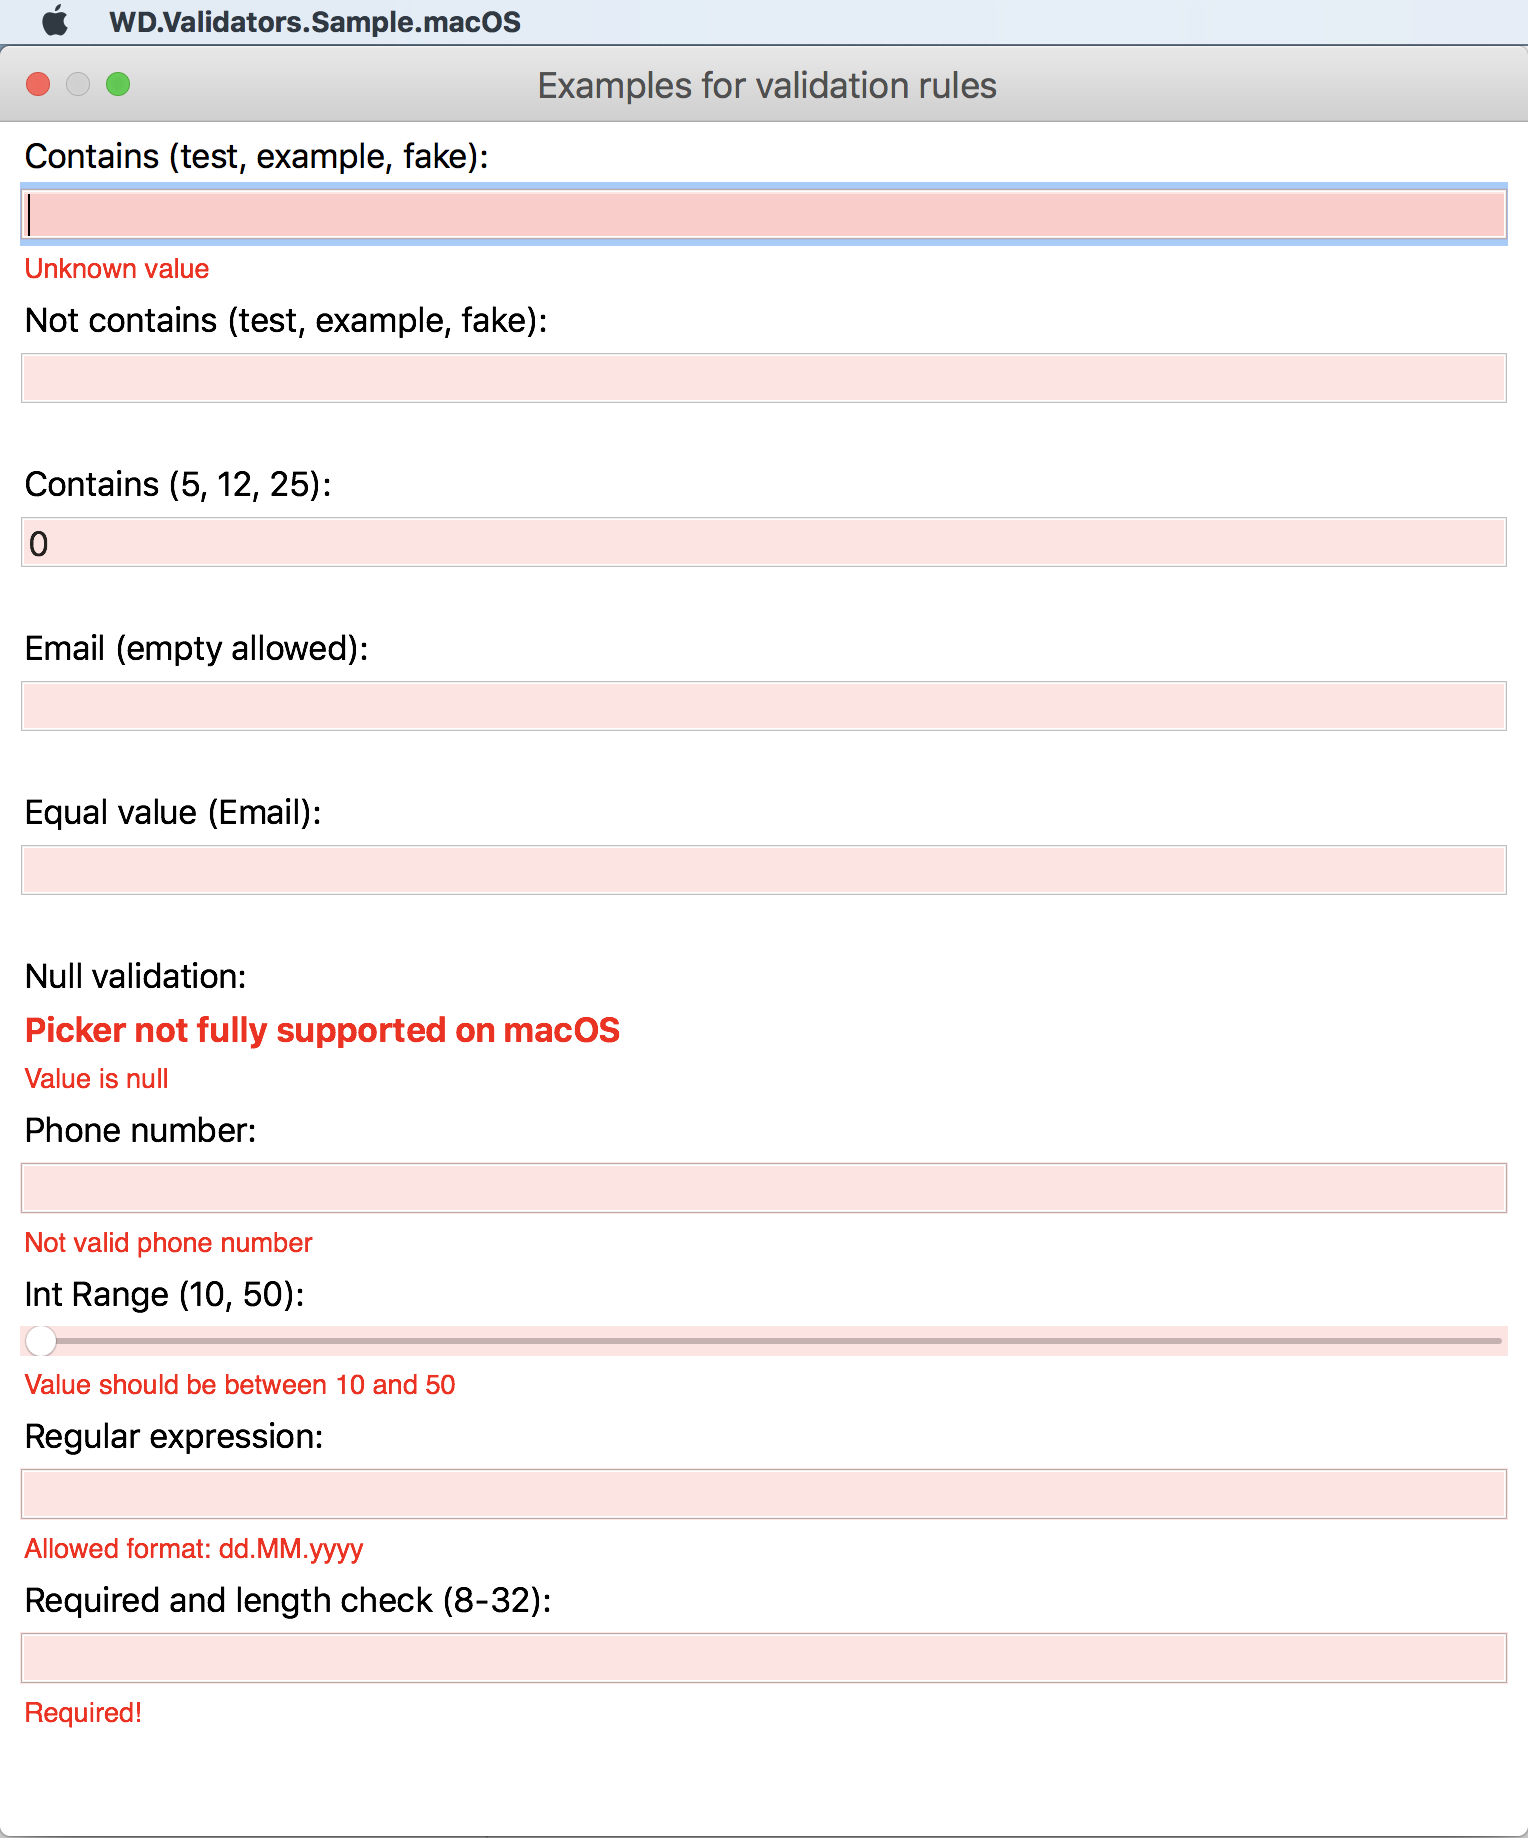 WD.Validators.Sample.macOS
Examples for validation rules
Contains (test, example, fake):
Unknown value
Not contains (test, example, fake):
Contains (5, 12, 25):
0
Email (empty allowed):
Equal value (Email):
Null validation:
Picker not fully supported on macOS
Value is null
Phone number:
Not valid phone number
Int Range (10, 50):
Value should be between 10 and 50
Regular expression:
Allowed format: dd.MM.yyyy
Required and length check (8-32):
Required!